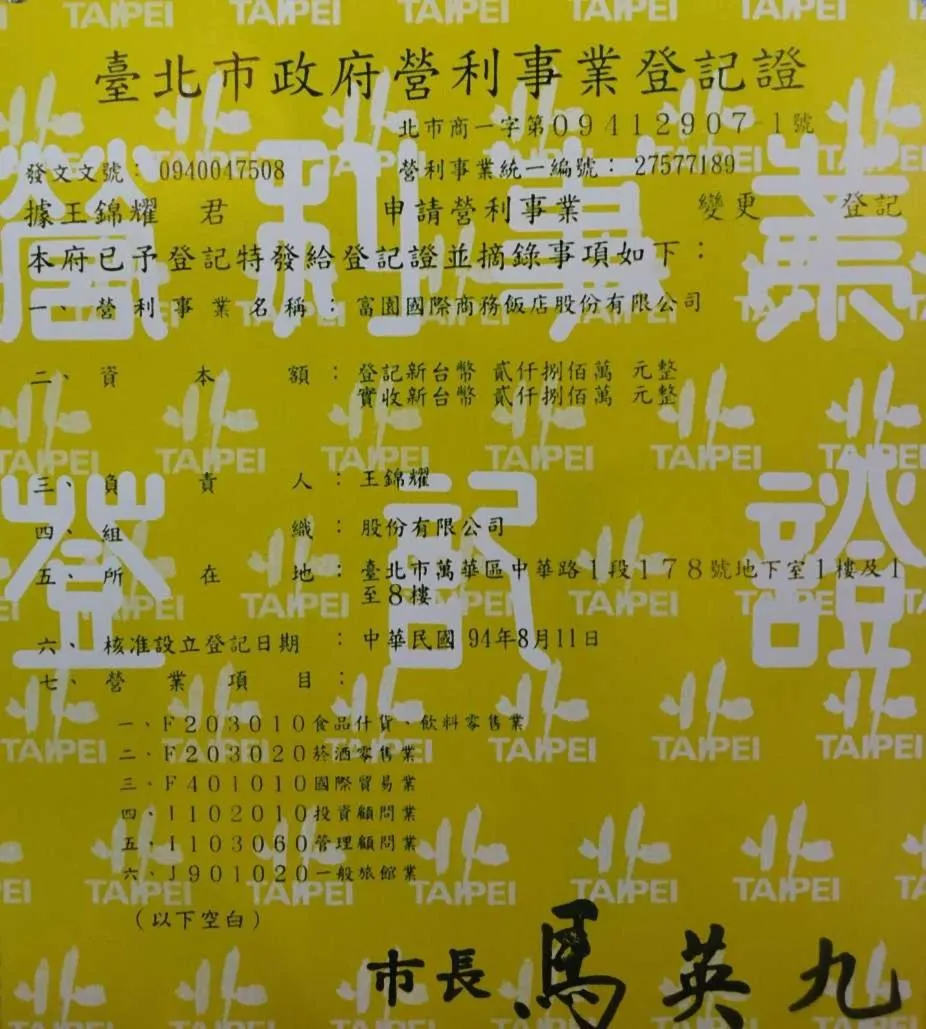 臺北市政府營利事業登記證
北市商一字第09412907-1號
發文文號：0940047508 營利事業統一編號：27577189
據王錦耀 君 申請營利事業 變更 登記
本府已予登記特發給登記證並摘錄事項如下：
一、營利事業名稱：富園國際商務飯店股份有限公司
二、資本額：登記新台幣 貳仟捌佰萬 元整
實收新台幣 貳仟捌佰萬 元整
三、負責人：王錦耀
四、組織：股份有限公司
五、所在地：臺北市萬華區中華路1段178號地下室1樓及1
至8樓
六、核准設立登記日期：中華民國 94年8月11日
七、營業項目：
一、F203010食品什貨、飲料零售業
二、F203020菸酒零售業
三、F401010國際貿易業
四、I102010投資顧問業
五、I103060管理顧問業
六、J901020一般旅館業
（以下空白）
市長 馬英九
營利事業
登記證
TAIPEI